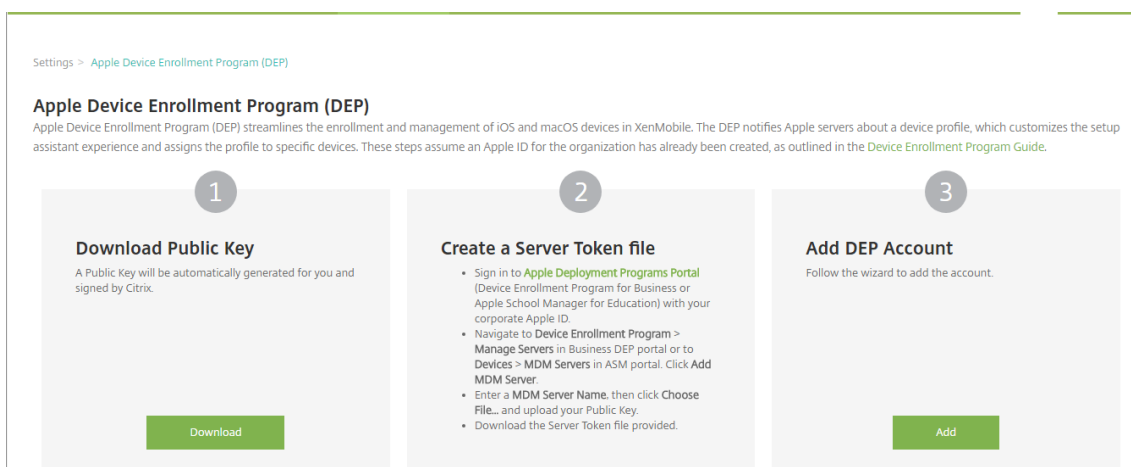 Settings > Apple Device Enrollment Program (DEP)
Apple Device Enrollment Program (DEP)
Apple Device Enrollment Program (DEP) streamlines the enrollment and management of iOS and macOS devices in XenMobile. The DEP notifies Apple servers about a device profile, which customizes the setup
assistant experience and assigns the profile to specific devices. These steps assume an Apple ID for the organization has already been created, as outlined in the Device Enrollment Program Guide.
1
Download Public Key
A Public Key will be automatically generated for you and
signed by Citrix.
Download
2
Create a Server Token file
• Sign in to Apple Deployment Programs Portal
(Device Enrollment Program for Business or
Apple School Manager for Education) with your
corporate Apple ID.
• Navigate to Device Enrollment Program >
Manage Servers in Business DEP portal or to
Devices > MDM Servers in ASM portal. Click Add
MDM Server.
• Enter a MDM Server Name, then click Choose
File... and upload your Public Key.
• Download the Server Token file provided.
3
Add DEP Account
Follow the wizard to add the account.
Add